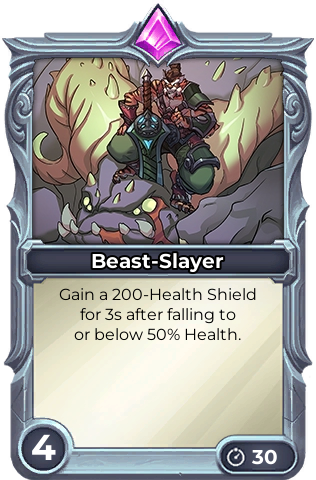 Beast-Slayer
Gain a 200-Health Shield
for 3s after falling to
or below 50% Health.
4
30